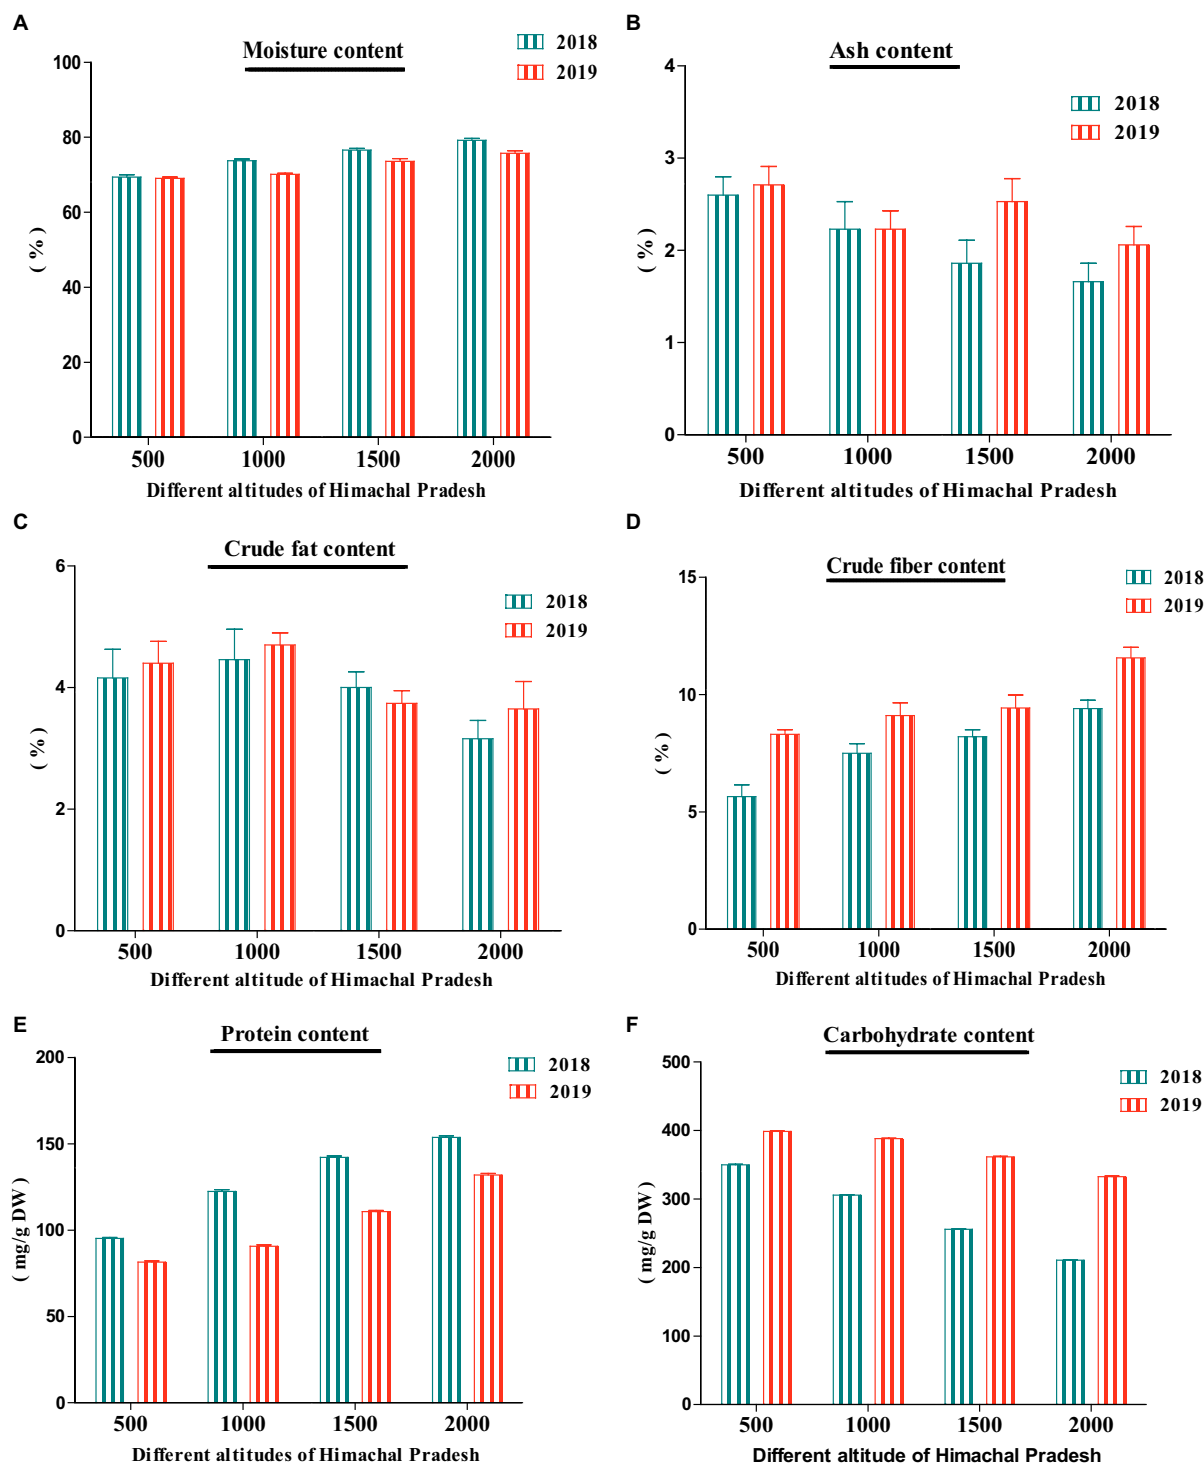 A
Moisture content
2018
2019
100
80
60
40
20
0
( % )
500 1000 1500 2000
Different altitudes of Himachal Pradesh
B
Ash content
2018
2019
4
3
2
1
0
( % )
500 1000 1500 2000
Different altitudes of Himachal Pradesh
C
Crude fat content
2018
2019
6
4
2
0
( % )
500 1000 1500 2000
Different altitude of Himachal Pradesh
D
Crude fiber content
2018
2019
15
10
5
0
( % )
500 1000 1500 2000
Different altitudes of Himachal Pradesh
E
Protein content
2018
2019
200
150
100
50
0
( mg/g DW )
500 1000 1500 2000
Different altitudes of Himachal Pradesh
F
Carbohydrate content
2018
2019
500
400
300
200
100
0
( mg/g DW )
500 1000 1500 2000
Different altitude of Himachal Pradesh